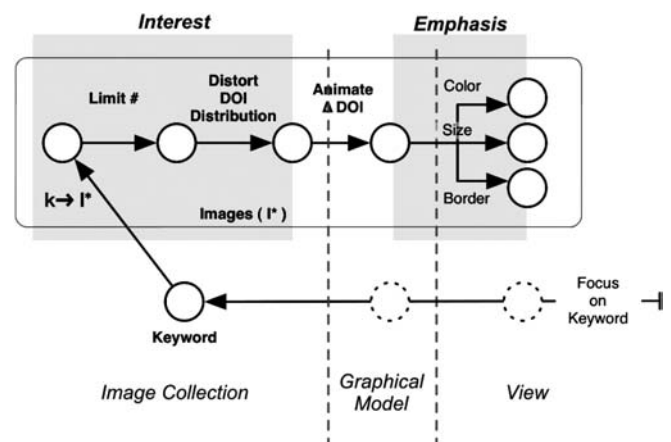 Interest
Emphasis
Limit #
Distort
DOI
Distribution
Animate
Δ DOI
Color
Size
Border
k→ I*
Images ( I* )
Keyword
Focus
on
Keyword
Image Collection
Graphical
Model
View